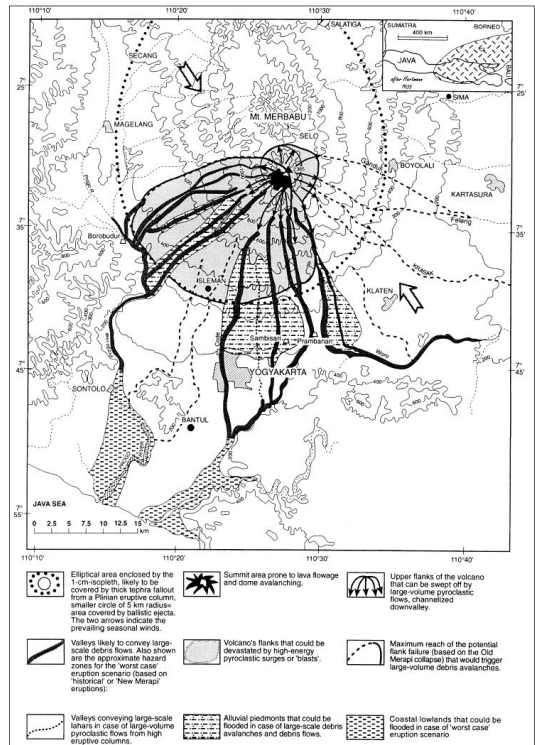 110°10'
110°20'
110°30'
110°40'
SALATIGA
SUMATRA
BORNEO
400 km
JAVA
BALI
after Hartmann
1935
SECANG
25'
SIMA
25'
Mt. MERBABU
MAGELANG
SELO
BOYOLALI
Gandul
KARTASURA
Progo R.
35'
Borobudur
Peleng
35'
KRASAK
SLEMAN
KLATEN
Code
Sambisari
Prambanan
Woro
45'
YOGYAKARTA
45'
SONTOLO
BANTUL
JAVA SEA
7°
55'
0 2.5 5 7.5 10 12.5 15
km
7°
55'
110°10'
110°20'
110°30'
110°40'
Elliptical area enclosed by the
1-cm-isopleth, likely to be
covered by thick tephra fallout
from a Plinian eruptive column,
smaller circle of 5 km radius=
area covered by ballistic ejecta.
The two arrows indicate the
prevailing seasonal winds.
Summit area prone to lava flowage
and dome avalanching.
Upper flanks of the volcano
that can be swept off by
large-volume pyroclastic
flows, channelized
downvalley.
Valleys likely to convey large-
scale debris flows. Also shown
are the approximate hazard
zones for the 'worst case'
eruption scenario (based on
'historical' or 'New Merapi'
eruptions):
Volcano's flanks that could be
devastated by high-energy
pyroclastic surges or 'blasts'.
Maximum reach of the potential
flank failure (based on the Old
Merapi collapse) that would trigger
large-volume debris avalanches.
Valleys conveying large-scale
lahars in case of large-volume
pyroclastic flows from high
eruptive columns.
Alluvial piedmonts that could be
flooded in case of large-scale debris
avalanches and debris flows.
Coastal lowlands that could be
flooded in case of 'worst case'
eruption scenario